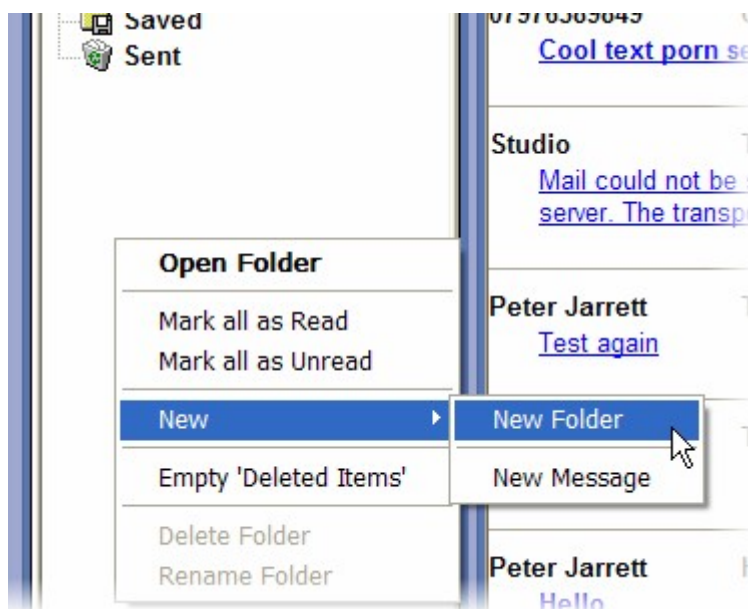 Saved
Sent
Open Folder
Mark all as Read
Mark all as Unread
New
Empty 'Deleted Items'
Delete Folder
Rename Folder
New Folder
New Message
07976389849
Cool text porn
Studio
Mail could not be
server. The
Peter Jarrett
Test again
Peter Jarrett
Hello